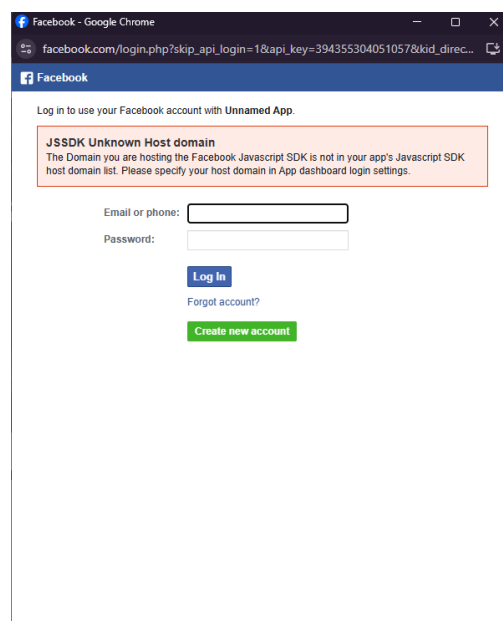 Facebook - Google Chrome
facebook.com/login.php?skip_api_login=1&api_key=394355304051057&kid_direc...
Facebook
Log in to use your Facebook account with Unnamed App.
JSSDK Unknown Host domain
The Domain you are hosting the Facebook Javascript SDK is not in your app's Javascript SDK
host domain list. Please specify your host domain in App dashboard login settings.
Email or phone:
Password:
Log In
Forgot account?
Create new account